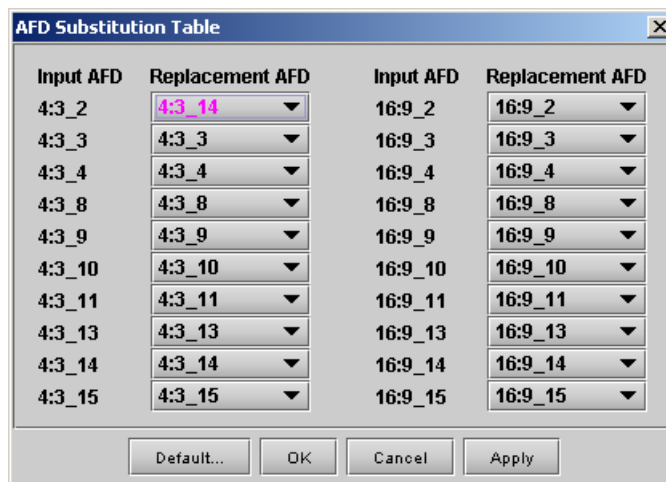 AFD Substitution Table
Input AFD Replacement AFD Input AFD Replacement AFD
4:3_2 4:3_14 16:9_2 16:9_2
4:3_3 4:3_3 16:9_3 16:9_3
4:3_4 4:3_4 16:9_4 16:9_4
4:3_8 4:3_8 16:9_8 16:9_8
4:3_9 4:3_9 16:9_9 16:9_9
4:3_10 4:3_10 16:9_10 16:9_10
4:3_11 4:3_11 16:9_11 16:9_11
4:3_13 4:3_13 16:9_13 16:9_13
4:3_14 4:3_14 16:9_14 16:9_14
4:3_15 4:3_15 16:9_15 16:9_15
Default... OK Cancel Apply